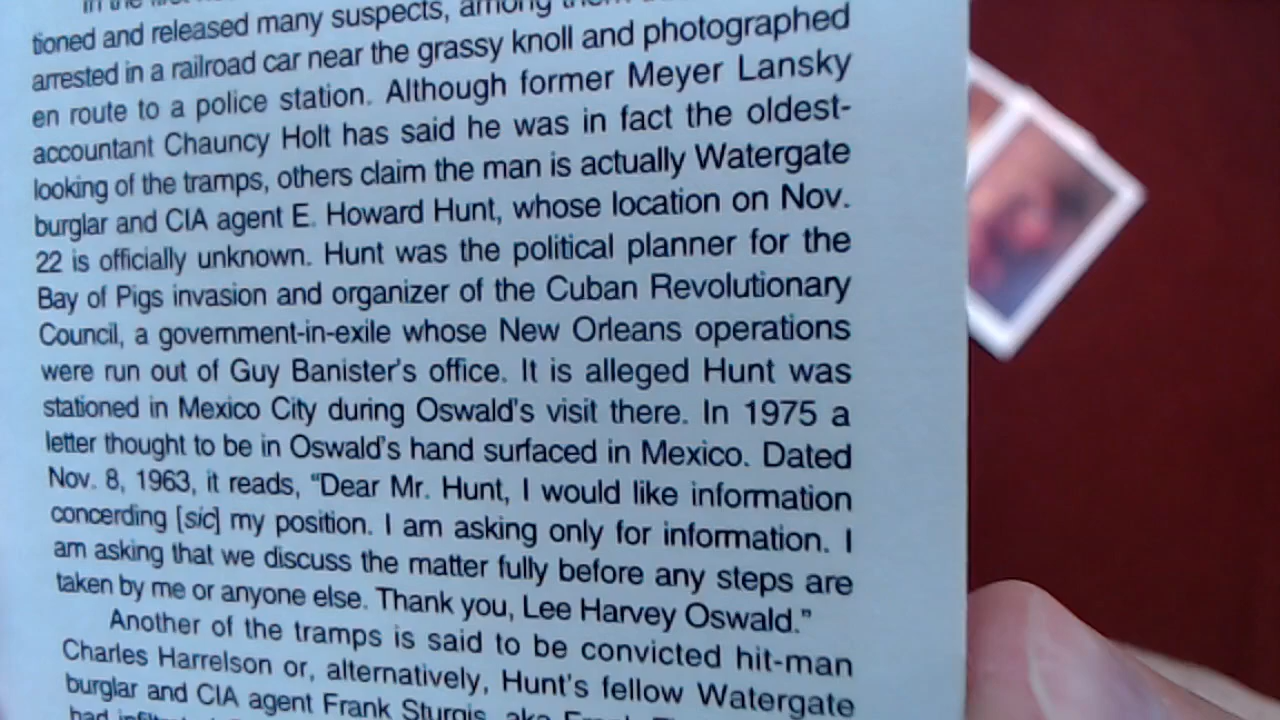 In the
tioned and released many suspects, among
arrested in a railroad car near the grassy knoll and photographed
en route to a police station. Although former Meyer Lansky
accountant Chauncy Holt has said he was in fact the oldest-
looking of the tramps, others claim the man is actually Watergate
burglar and CIA agent E. Howard Hunt, whose location on Nov.
22 is officially unknown. Hunt was the political planner for the
Bay of Pigs invasion and organizer of the Cuban Revolutionary
Council, a government-in-exile whose New Orleans operations
were run out of Guy Banister's office. It is alleged Hunt was
stationed in Mexico City during Oswald's visit there. In 1975 a
letter thought to be in Oswald's hand surfaced in Mexico. Dated
Nov. 8, 1963, it reads, “Dear Mr. Hunt, I would like information
concerding [sic] my position. I am asking only for information. I
am asking that we discuss the matter fully before any steps are
taken by me or anyone else. Thank you, Lee Harvey Oswald.”
Another of the tramps is said to be convicted hit-man
Charles Harrelson or, alternatively, Hunt's fellow Watergate
burglar and CIA agent Frank Sturgis, aka
had